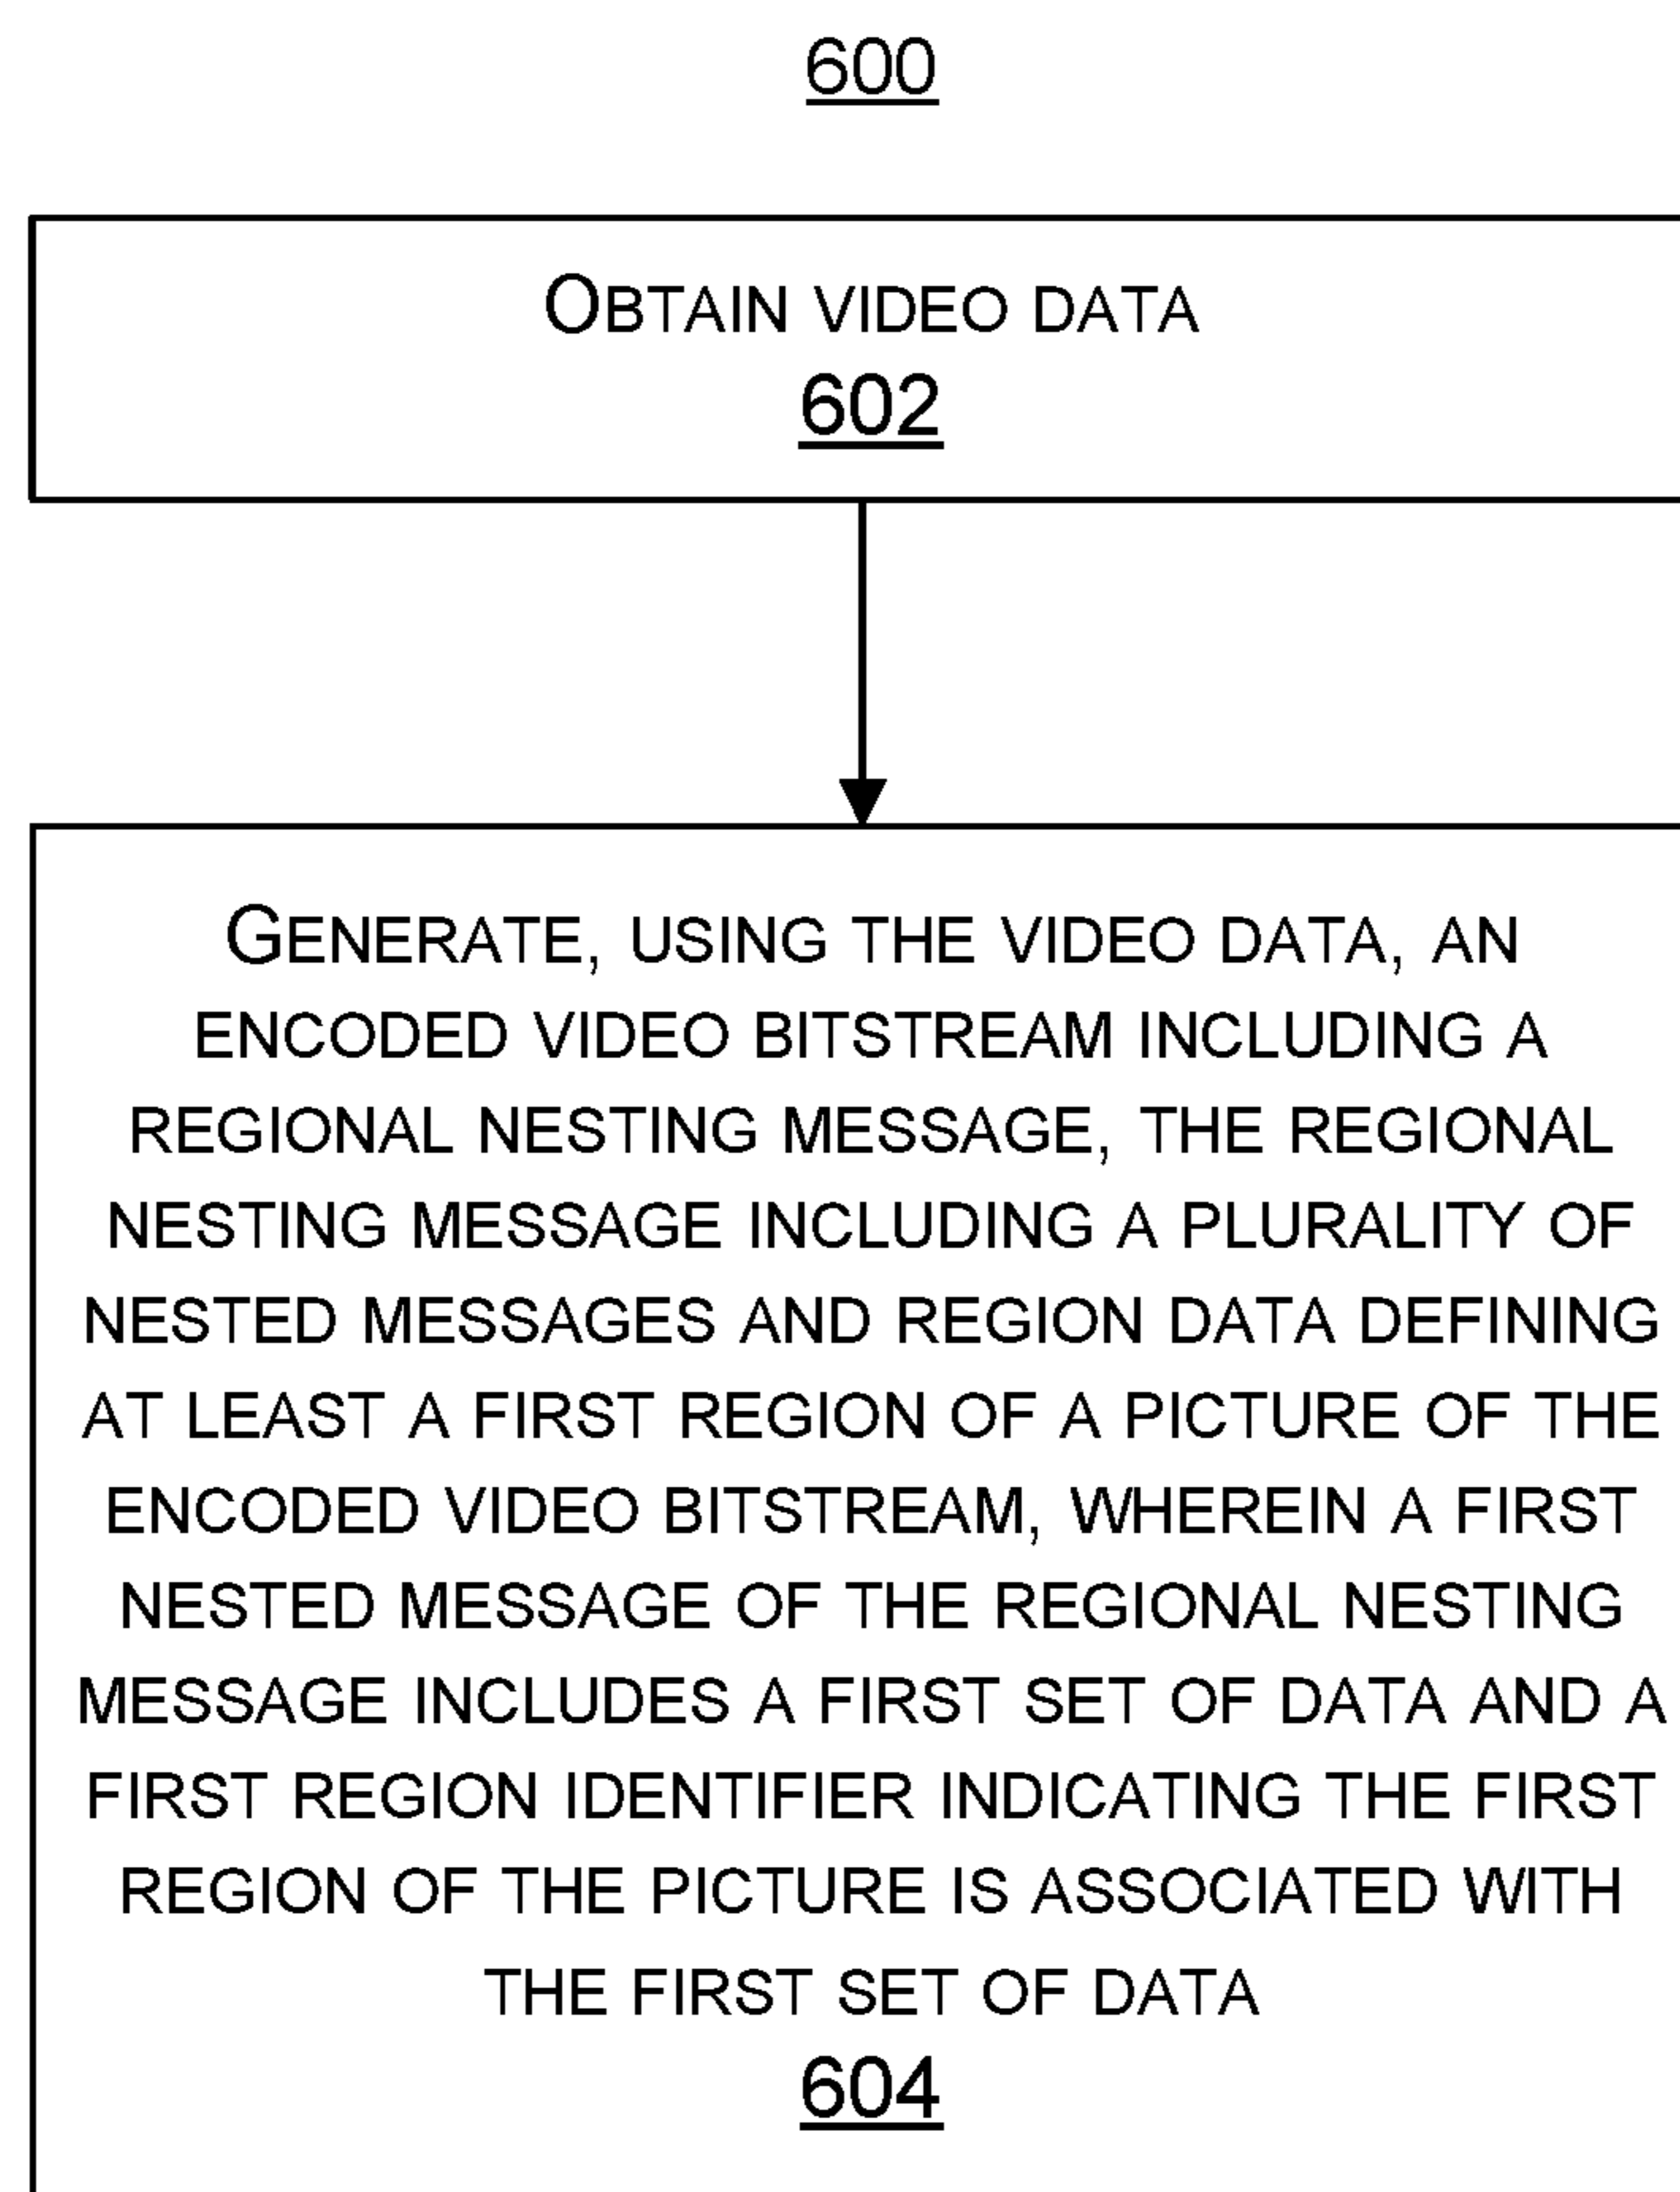 600
OBTAIN VIDEO DATA
602
GENERATE, USING THE VIDEO DATA, AN
ENCODED VIDEO BITSTREAM INCLUDING A
REGIONAL NESTING MESSAGE, THE REGIONAL
NESTING MESSAGE INCLUDING A PLURALITY OF
NESTED MESSAGES AND REGION DATA DEFINING
AT LEAST A FIRST REGION OF A PICTURE OF THE
ENCODED VIDEO BITSTREAM, WHEREIN A FIRST
NESTED MESSAGE OF THE REGIONAL NESTING
MESSAGE INCLUDES A FIRST SET OF DATA AND A
FIRST REGION IDENTIFIER INDICATING THE FIRST
REGION OF THE PICTURE IS ASSOCIATED WITH
THE FIRST SET OF DATA
604